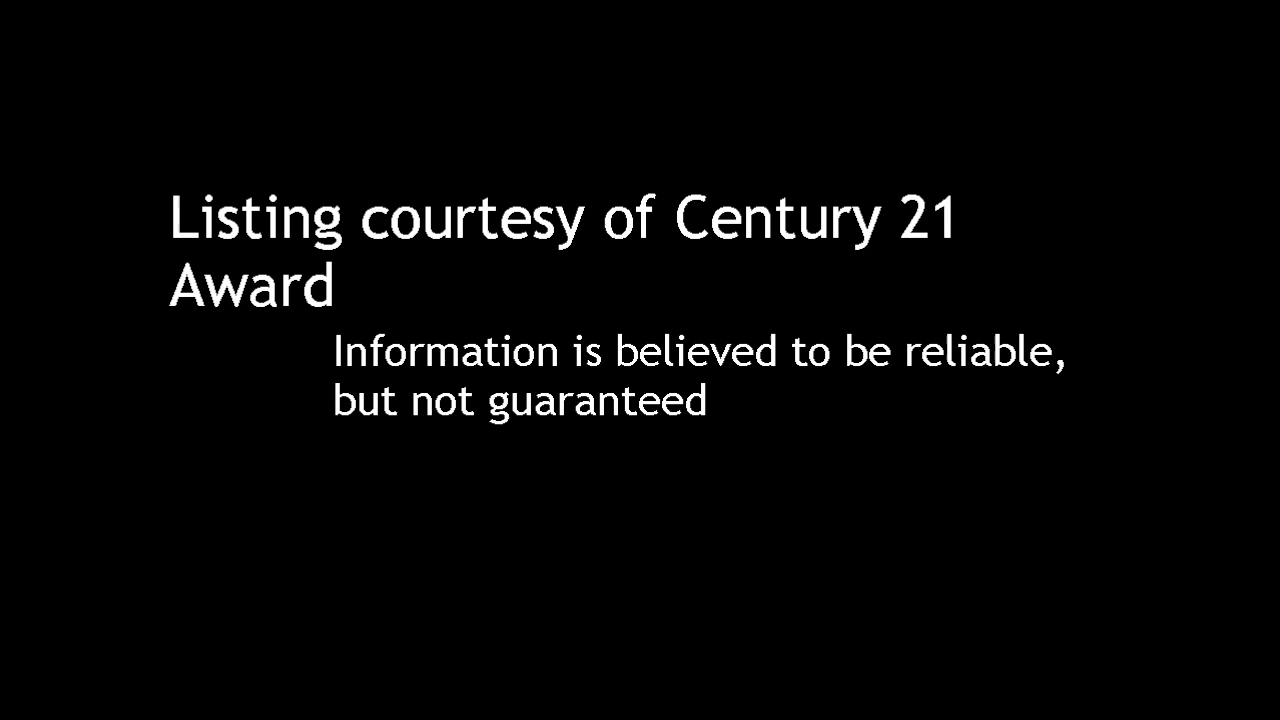 Listing courtesy of Century 21
Award
Information is believed to be reliable,
but not guaranteed